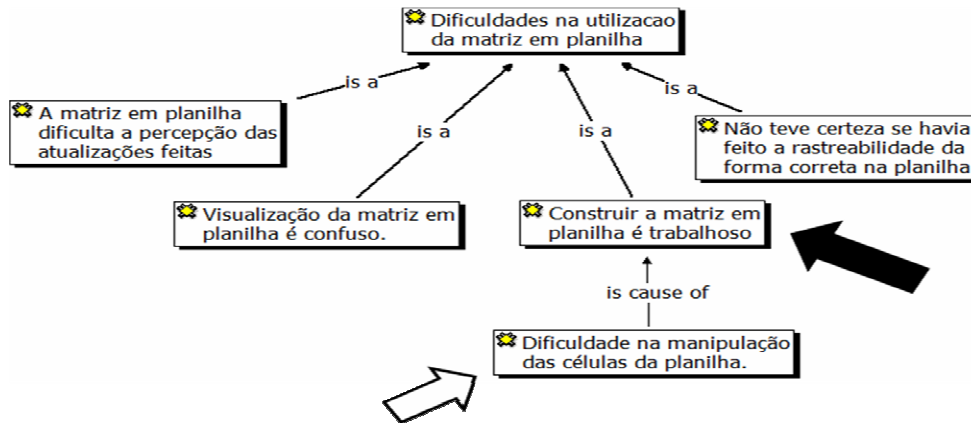 Dificuldades na utilizacao
da matriz em planilha
is a
is a
A matriz em planilha
dificulta a percepção das
atualizações feitas
is a
is a
Não teve certeza se havia
feito a rastreabilidade da
forma correta na planilha
Visualização da matriz em
planilha é confuso.
Construir a matriz em
planilha é trabalhoso
is cause of
Dificuldade na manipulação
das células da planilha.